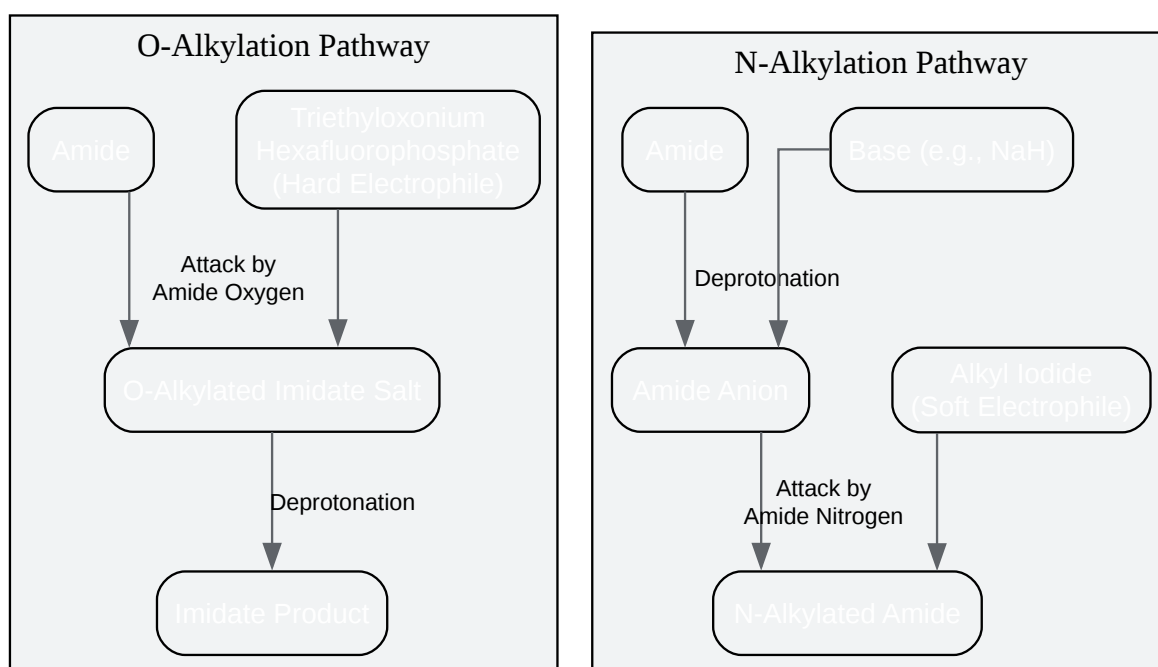 O-Alkylation Pathway
Amide
Triethyloxonium
Hexafluorophosphate
(Hard Electrophile)
Attack by
Amide Oxygen
O-Alkylated Imidate Salt
Deprotonation
Imidate Product
N-Alkylation Pathway
Amide
Base (e.g., NaH)
Deprotonation
Amide Anion
Alkyl Iodide
(Soft Electrophile)
Attack by
Amide Nitrogen
N-Alkylated Amide